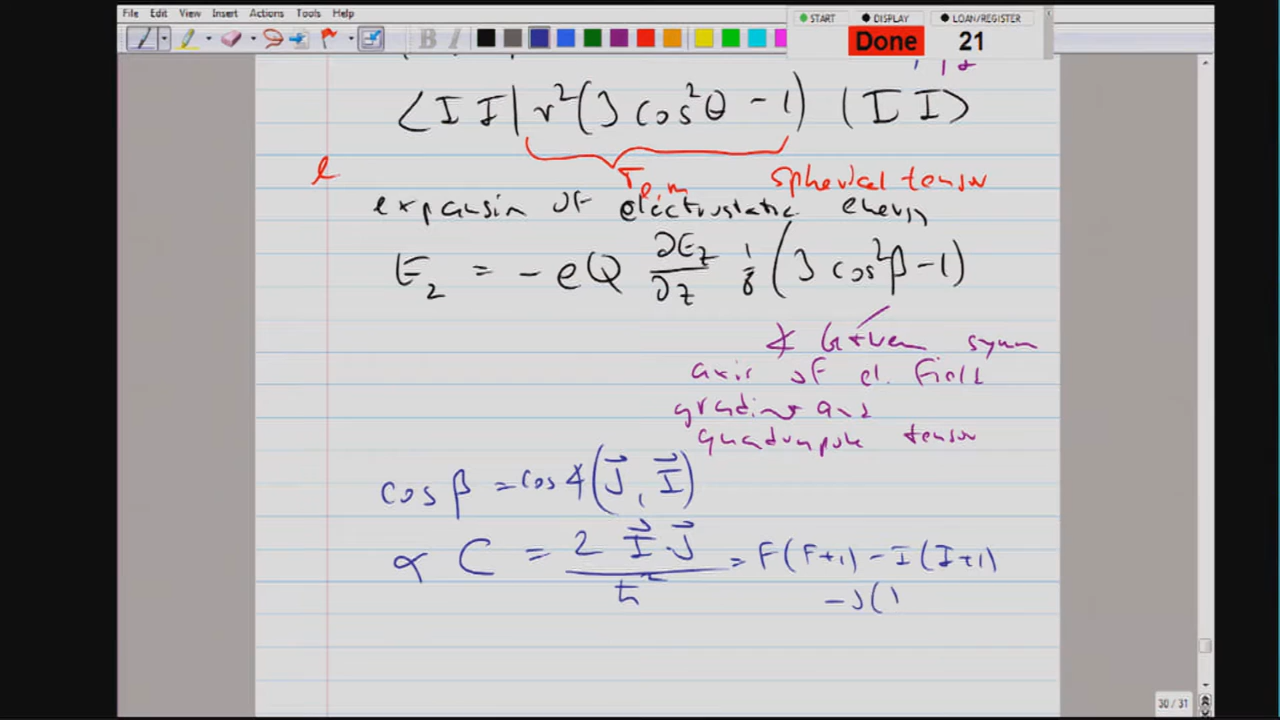 File Edit Insert Actions Tools Help
START DISPLAY LOAN/REGISTER
Done 21
B I
⟨I I| r²(3 cos²θ - 1) (I I⟩
T_{l,m} spherical tensor
l
expansion of electrostatic energy
E₂ = - eQ ∂E_z/∂z 1/8 (3 cos²β - 1)
∢ between symm
axis of el. field
gradient and
quadrupole tensor
cos β = cos ∢(J⃗, I⃗)
∝ C = 2 I⃗·J⃗ / ħ² = F(F+1) - I(I+1)
- J(
30 / 31